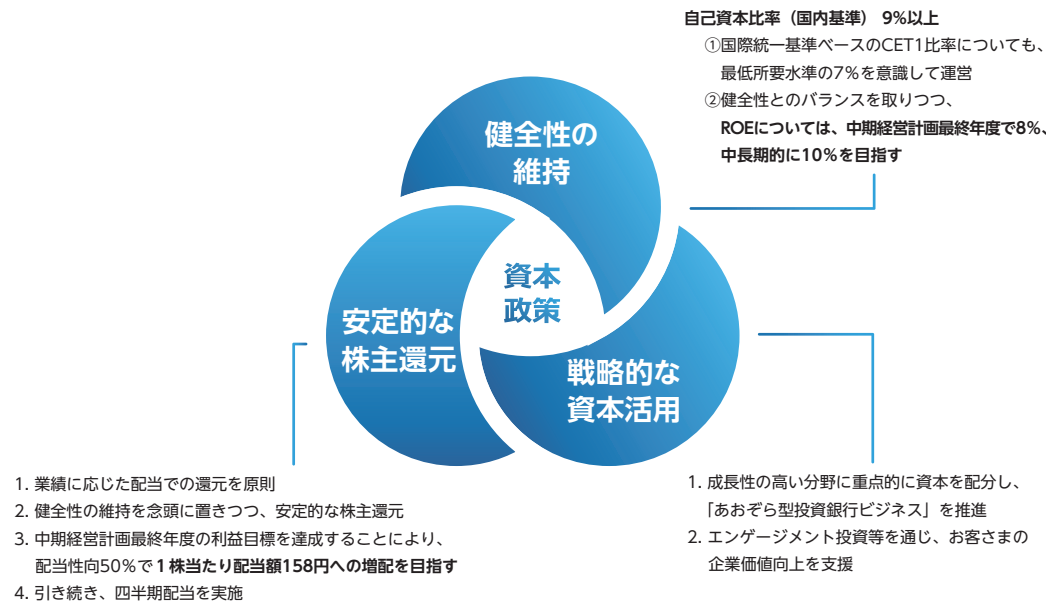 自己資本比率（国内基準） 9%以上
①国際統一基準ベースのCET1比率についても、
最低所要水準の7％を意識して運営
②健全性とのバランスを取りつつ、
ROEについては、中期経営計画最終年度で8%、
中長期的に10％を目指す
健全性の
維持
資本
政策
安定的な
株主還元
戦略的な
資本活用
1. 業績に応じた配当での還元を原則
2. 健全性の維持を念頭に置きつつ、安定的な株主還元
3. 中期経営計画最終年度の利益目標を達成することにより、
配当性向50％で１株当たり配当額158円への増配を目指す
4. 引き続き、四半期配当を実施
1. 成長性の高い分野に重点的に資本を配分し、
「あおぞら型投資銀行ビジネス」を推進
2. エンゲージメント投資等を通じ、お客さまの
企業価値向上を支援